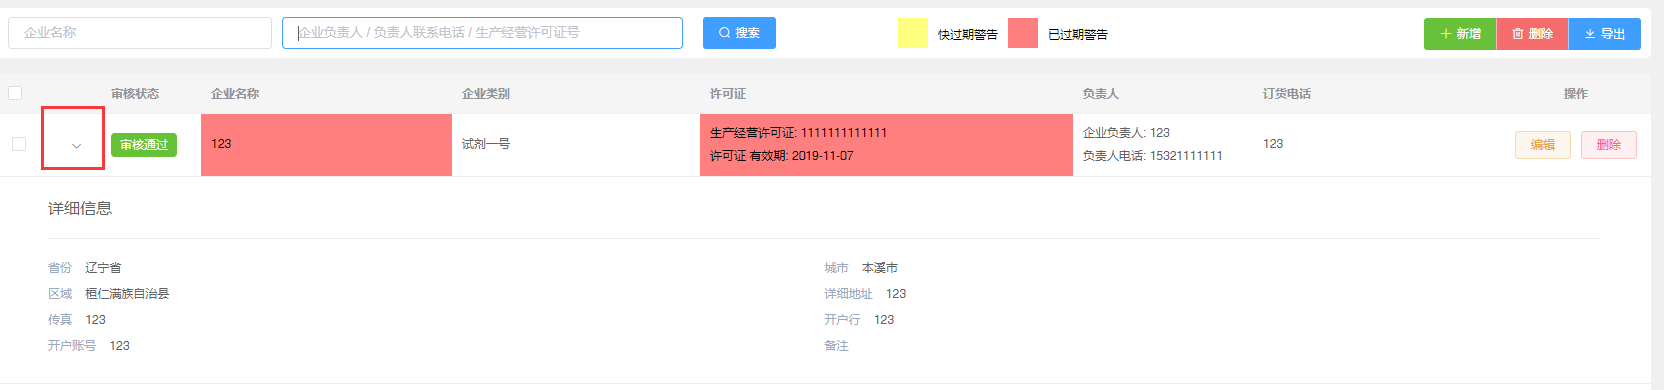 企业名称
企业负责人 / 负责人联系电话 / 生产经营许可证号
搜索
快过期警告
已过期警告
新增
删除
导出
审核状态 企业名称 企业类别 许可证 负责人 订货电话 操作
审核通过
123
试剂一号
生产经营许可证: 1111111111111
许可证 有效期: 2019-11-07
企业负责人: 123
负责人电话: 15321111111
123
编辑
删除
详细信息
省份 辽宁省
城市 本溪市
区域 桓仁满族自治县
详细地址 123
传真 123
开户行 123
开户账号 123
备注